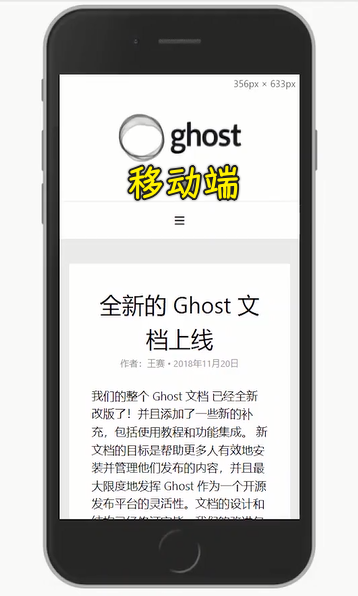 356px × 633px
ghost
移动端
全新的 Ghost 文
档上线
作者：王赛 • 2018年11月20日
我们的整个 Ghost 文档 已经全新
改版了！并且添加了一些新的补
充，包括使用教程和功能集成。 新
文档的目标是帮助更多人有效地安
装并管理他们发布的内容，并且最
大限度地发挥 Ghost 作为一个开源
发布平台的灵活性。文档的设计和